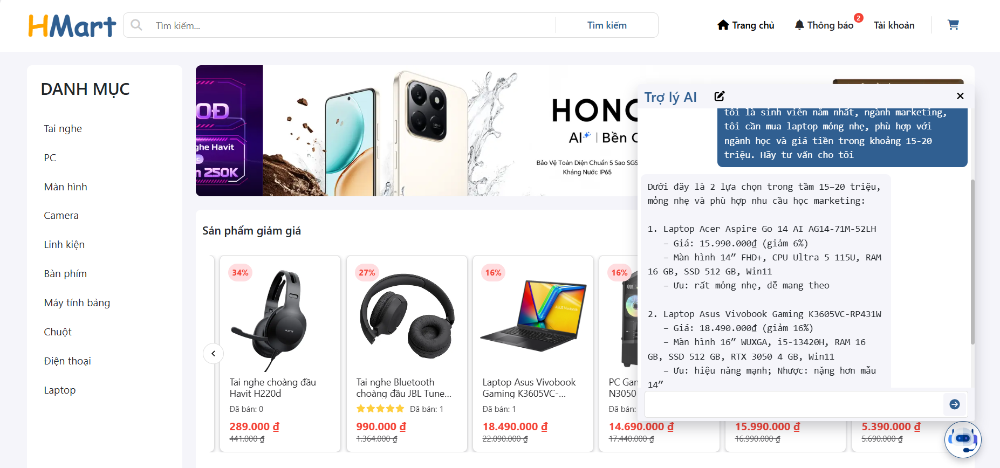 HMart
Tìm kiếm...
Tìm kiếm
Trang chủ
Thông báo
2
Tài khoản
DANH MỤC
Tai nghe
PC
Màn hình
Camera
Linh kiện
Bàn phím
Máy tính bảng
Chuột
Điện thoại
Laptop
0Đ
nghe Havit
n 250K
HONO
AI | Bền C
Bảo Vệ Toàn Diện Chuẩn 5 Sao SGS
Kháng Nước IP65
Sản phẩm giảm giá
34%
HAVIT
Tai nghe choàng đầu
Havit H220d
Đã bán: 0
289.000 ₫
441.000 ₫
27%
Tai nghe Bluetooth
choàng đầu JBL Tune...
Đã bán: 1
990.000 ₫
1.364.000 ₫
16%
ASUS Vivobook
Laptop Asus Vivobook
Gaming K3605VC-...
Đã bán: 1
18.490.000 ₫
22.090.000 ₫
16%
PC Gam
N3050
Đã bán:
14.690.000 ₫
17.440.000 ₫
15.990.000 ₫
16.990.000 ₫
5.390.000 ₫
5.690.000 ₫
Trợ lý AI
tôi là sinh viên năm nhất, ngành marketing,
tôi cần mua laptop mỏng nhẹ, phù hợp với
ngành học và giá tiền trong khoảng 15-20
triệu. Hãy tư vấn cho tôi
Dưới đây là 2 lựa chọn trong tầm 15–20 triệu,
mỏng nhẹ và phù hợp nhu cầu học marketing:
1. Laptop Acer Aspire Go 14 AI AG14-71M-52LH
– Giá: 15.990.000₫ (giảm 6%)
– Màn hình 14” FHD+, CPU Ultra 5 115U, RAM
16 GB, SSD 512 GB, Win11
– Ưu: rất mỏng nhẹ, dễ mang theo
2. Laptop Asus Vivobook Gaming K3605VC-RP431W
– Giá: 18.490.000₫ (giảm 16%)
– Màn hình 16” WUXGA, i5-13420H, RAM 16
GB, SSD 512 GB, RTX 3050 4 GB, Win11
– Ưu: hiệu năng mạnh; Nhược: nặng hơn mẫu
14”